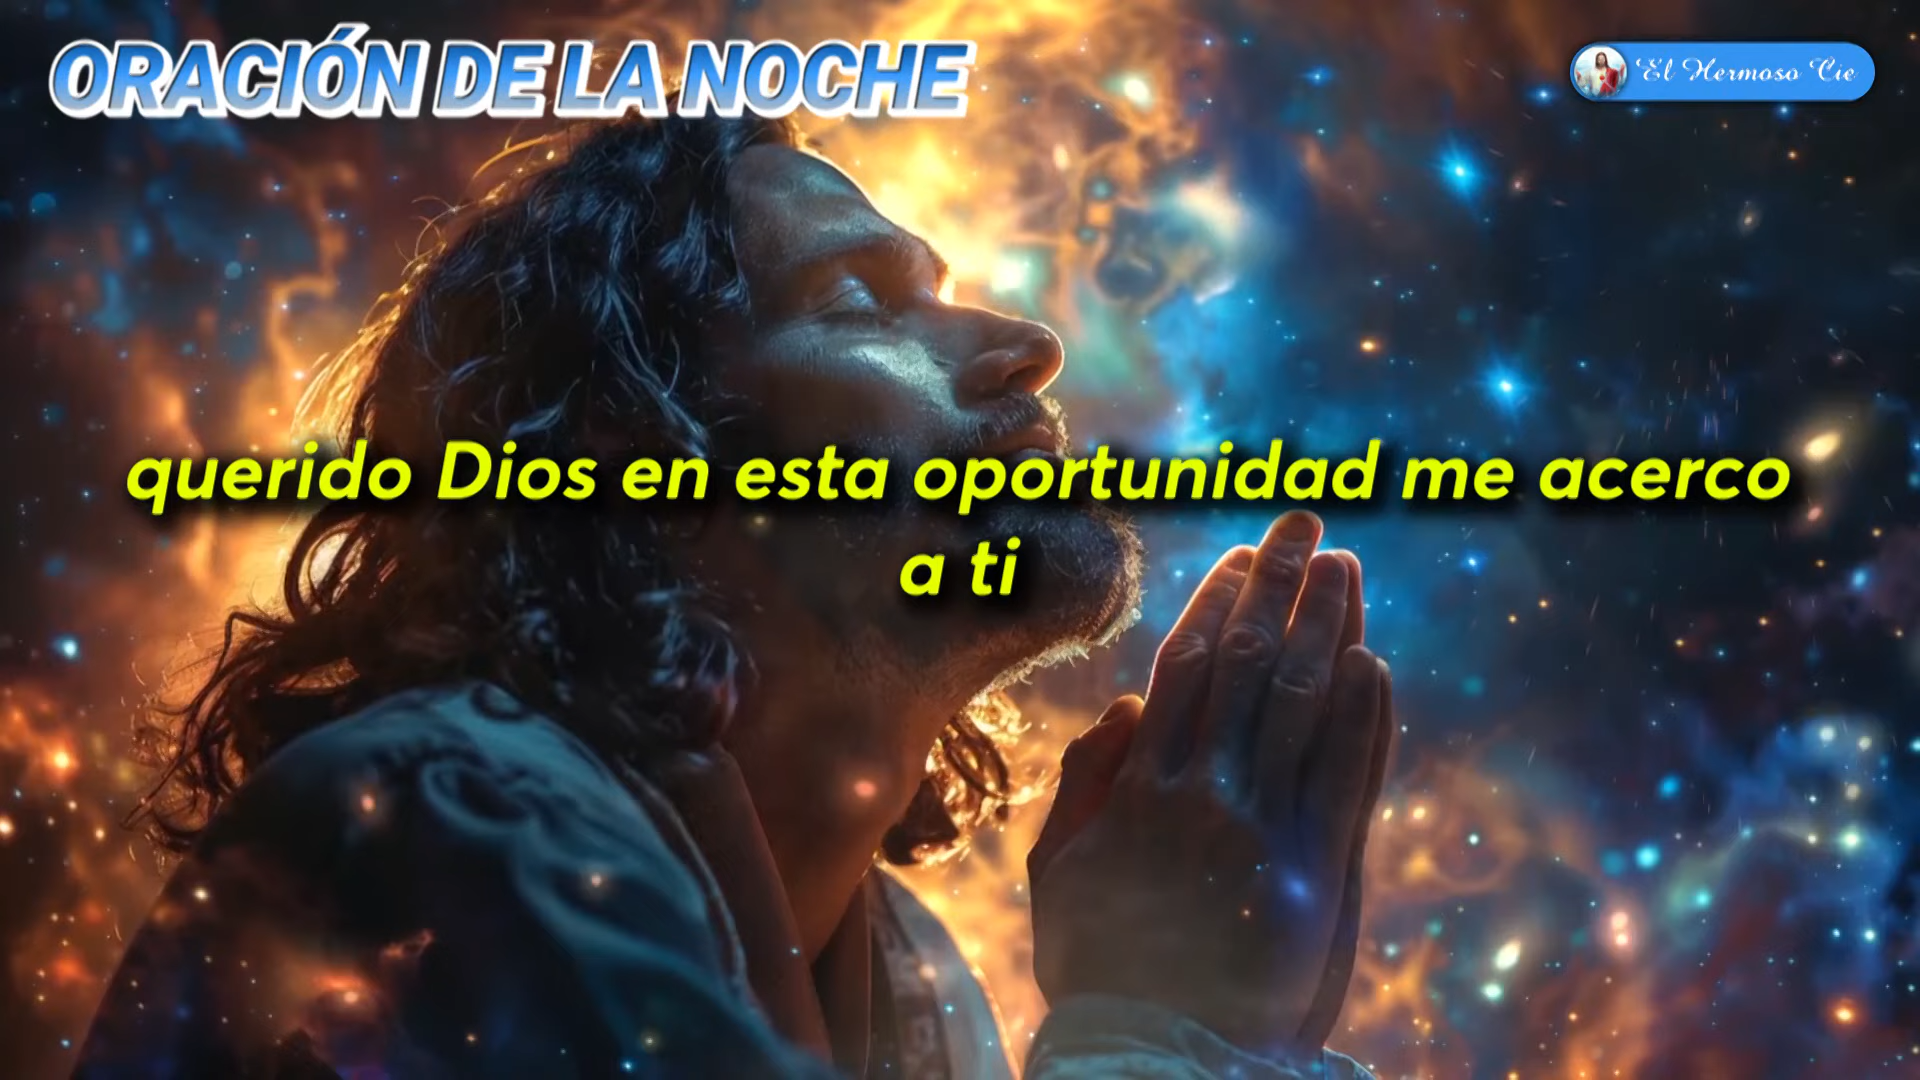 ORACIÓN DE LA NOCHE
El Hermoso Cie
querido Dios en esta oportunidad me acerco
a ti